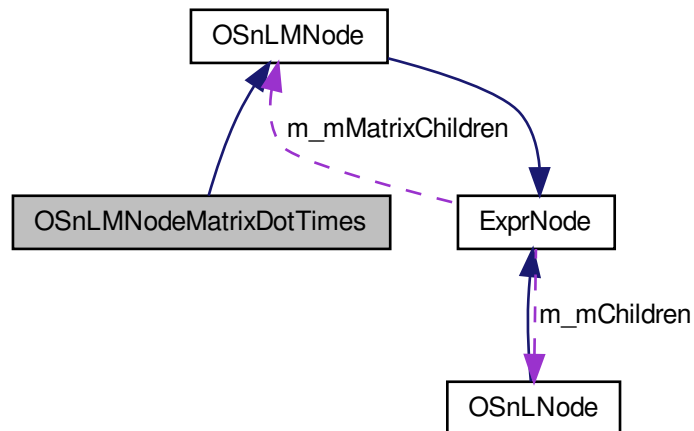 OSnLMNode
m_mMatrixChildren
OSnLMNodeMatrixDotTimes
ExprNode
m_mChildren
OSnLNode